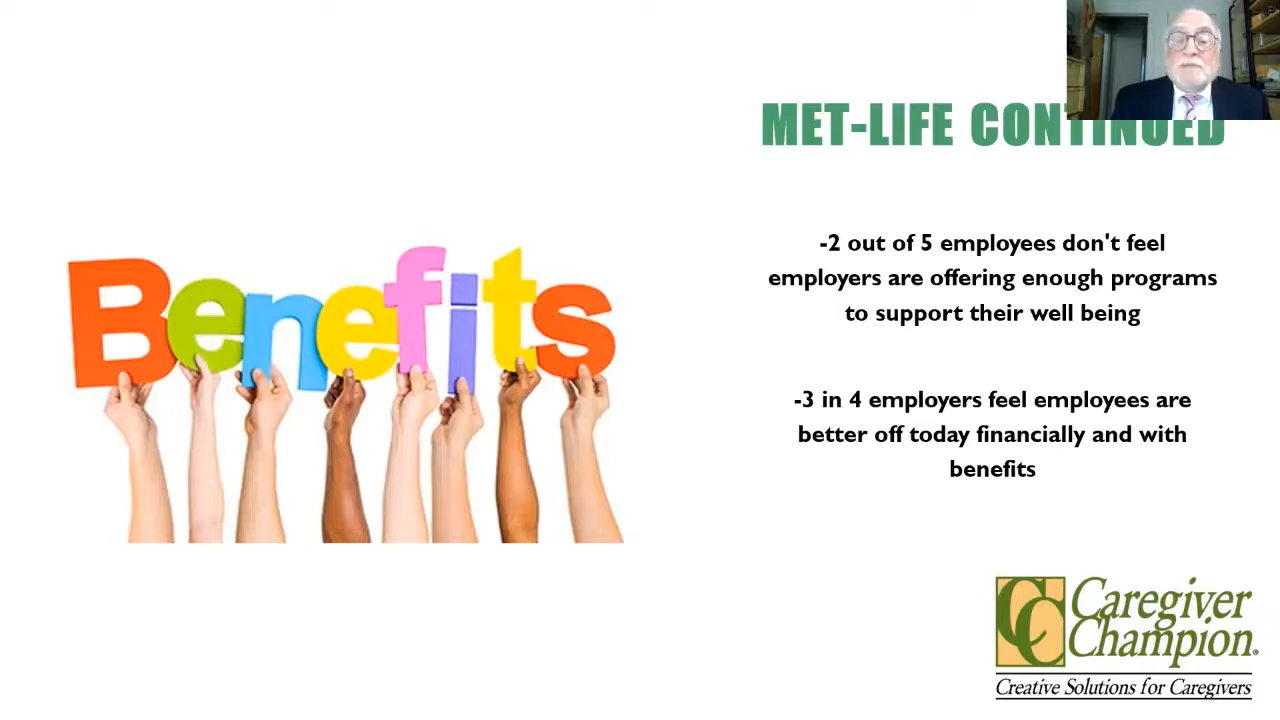 MET-LIFE CONTINUED
Benefits
-2 out of 5 employees don't feel
employers are offering enough programs
to support their well being
-3 in 4 employers feel employees are
better off today financially and with
benefits
CC
Caregiver
Champion®
Creative Solutions for Caregivers